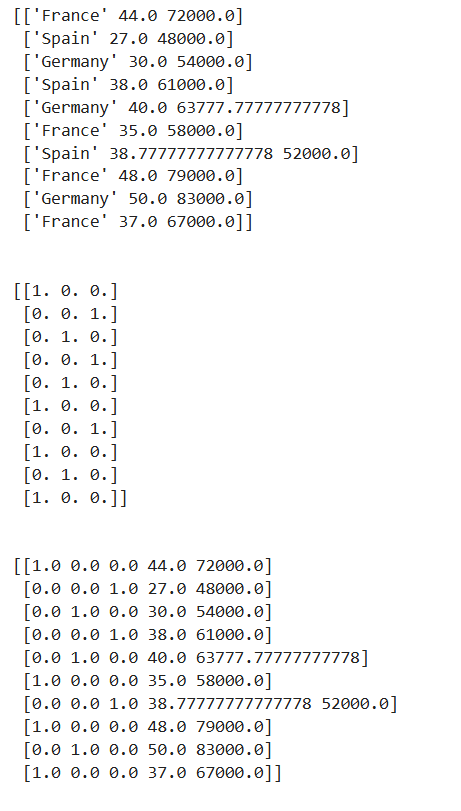 [['France' 44.0 72000.0]
['Spain' 27.0 48000.0]
['Germany' 30.0 54000.0]
['Spain' 38.0 61000.0]
['Germany' 40.0 63777.77777777778]
['France' 35.0 58000.0]
['Spain' 38.77777777777778 52000.0]
['France' 48.0 79000.0]
['Germany' 50.0 83000.0]
['France' 37.0 67000.0]]
[[1. 0. 0.]
[0. 0. 1.]
[0. 1. 0.]
[0. 0. 1.]
[0. 1. 0.]
[1. 0. 0.]
[0. 0. 1.]
[1. 0. 0.]
[0. 1. 0.]
[1. 0. 0.]]
[[1.0 0.0 0.0 44.0 72000.0]
[0.0 0.0 1.0 27.0 48000.0]
[0.0 1.0 0.0 30.0 54000.0]
[0.0 0.0 1.0 38.0 61000.0]
[0.0 1.0 0.0 40.0 63777.77777777778]
[1.0 0.0 0.0 35.0 58000.0]
[0.0 0.0 1.0 38.77777777777778 52000.0]
[1.0 0.0 0.0 48.0 79000.0]
[0.0 1.0 0.0 50.0 83000.0]
[1.0 0.0 0.0 37.0 67000.0]]